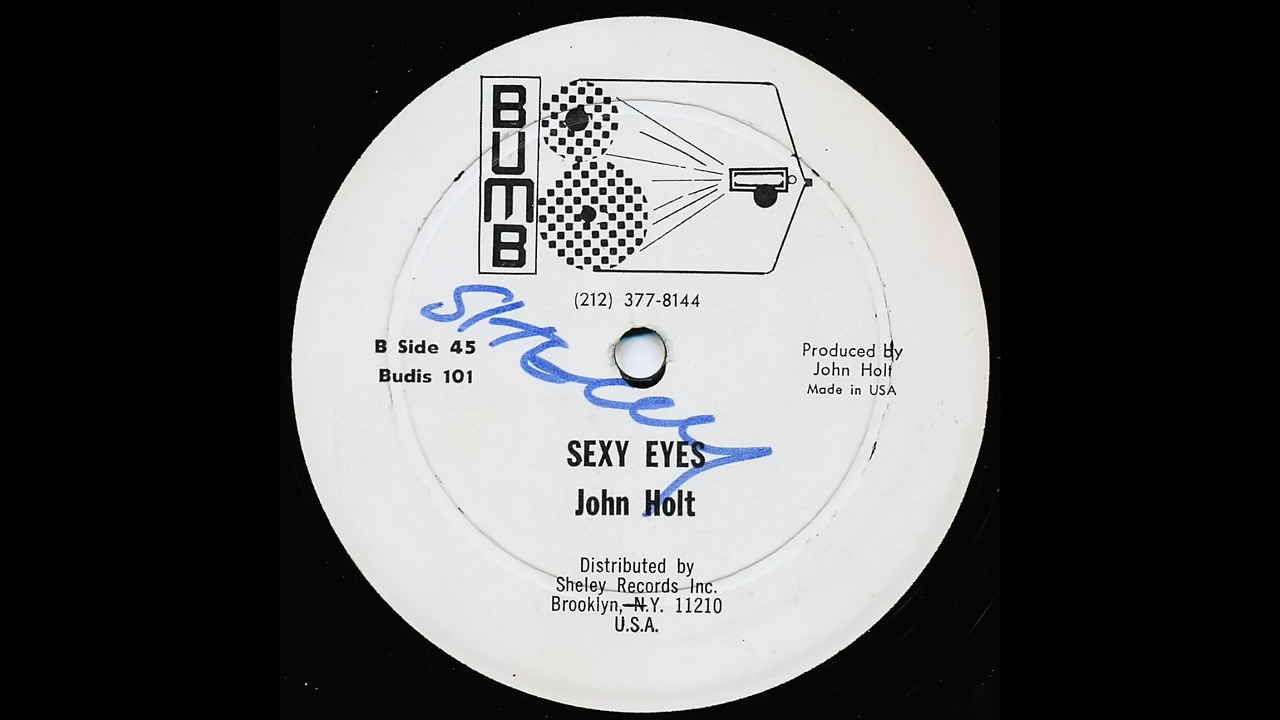 BUMB
(212) 377-8144
B Side 45
Budis 101
Produced by
John Holt
Made in USA
SEXY EYES
John Holt
Distributed by
Sheley Records Inc.
Brooklyn, N.Y. 11210
U.S.A.